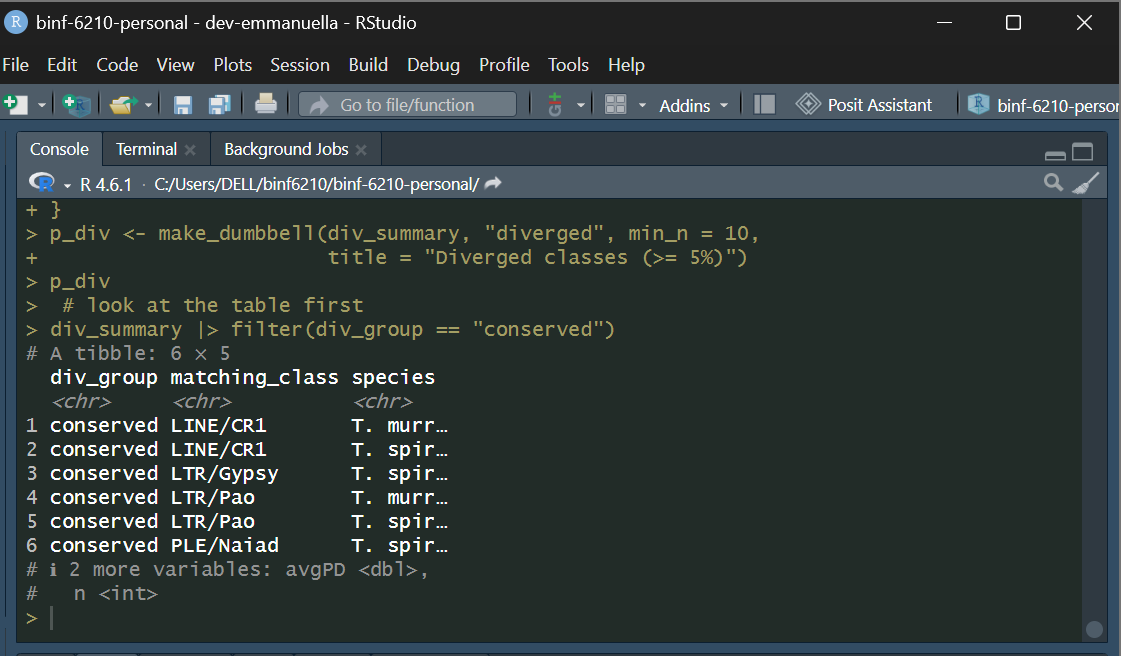 R binf-6210-personal - dev-emmanuella - RStudio
File Edit Code View Plots Session Build Debug Profile Tools Help
Go to file/function Addins Posit Assistant R binf-6210-person
Console Terminal Background Jobs
R R 4.6.1 · C:/Users/DELL/binf6210/binf-6210-personal/
+ }
> p_div <- make_dumbbell(div_summary, "diverged", min_n = 10,
+                        title = "Diverged classes (>= 5%)")
> p_div
>  # look at the table first
> div_summary |> filter(div_group == "conserved")
# A tibble: 6 × 5
  div_group matching_class species
  <chr>     <chr>          <chr>
1 conserved LINE/CR1       T. murr…
2 conserved LINE/CR1       T. spir…
3 conserved LTR/Gypsy      T. spir…
4 conserved LTR/Pao        T. murr…
5 conserved LTR/Pao        T. spir…
6 conserved PLE/Naiad      T. spir…
# ℹ 2 more variables: avgPD <dbl>,
#   n <int>
>